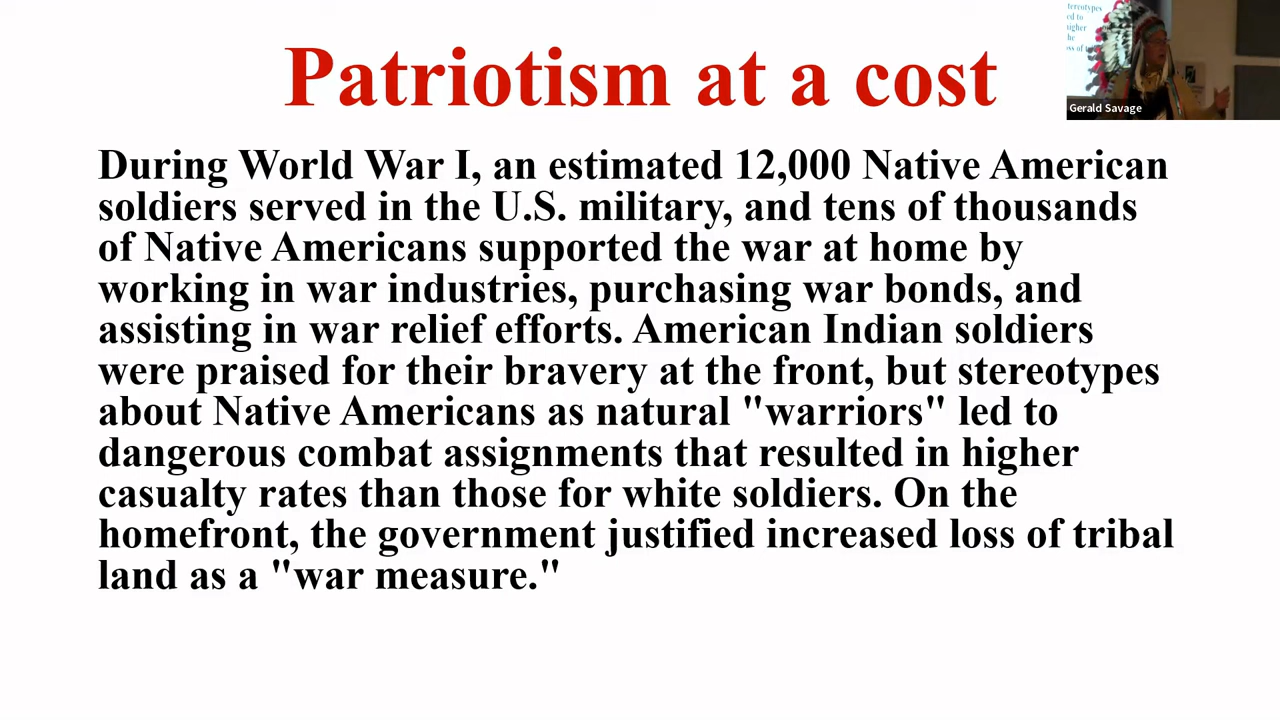 Patriotism at a cost
During World War I, an estimated 12,000 Native American
soldiers served in the U.S. military, and tens of thousands
of Native Americans supported the war at home by
working in war industries, purchasing war bonds, and
assisting in war relief efforts. American Indian soldiers
were praised for their bravery at the front, but stereotypes
about Native Americans as natural "warriors" led to
dangerous combat assignments that resulted in higher
casualty rates than those for white soldiers. On the
homefront, the government justified increased loss of tribal
land as a "war measure."
Gerald Savage